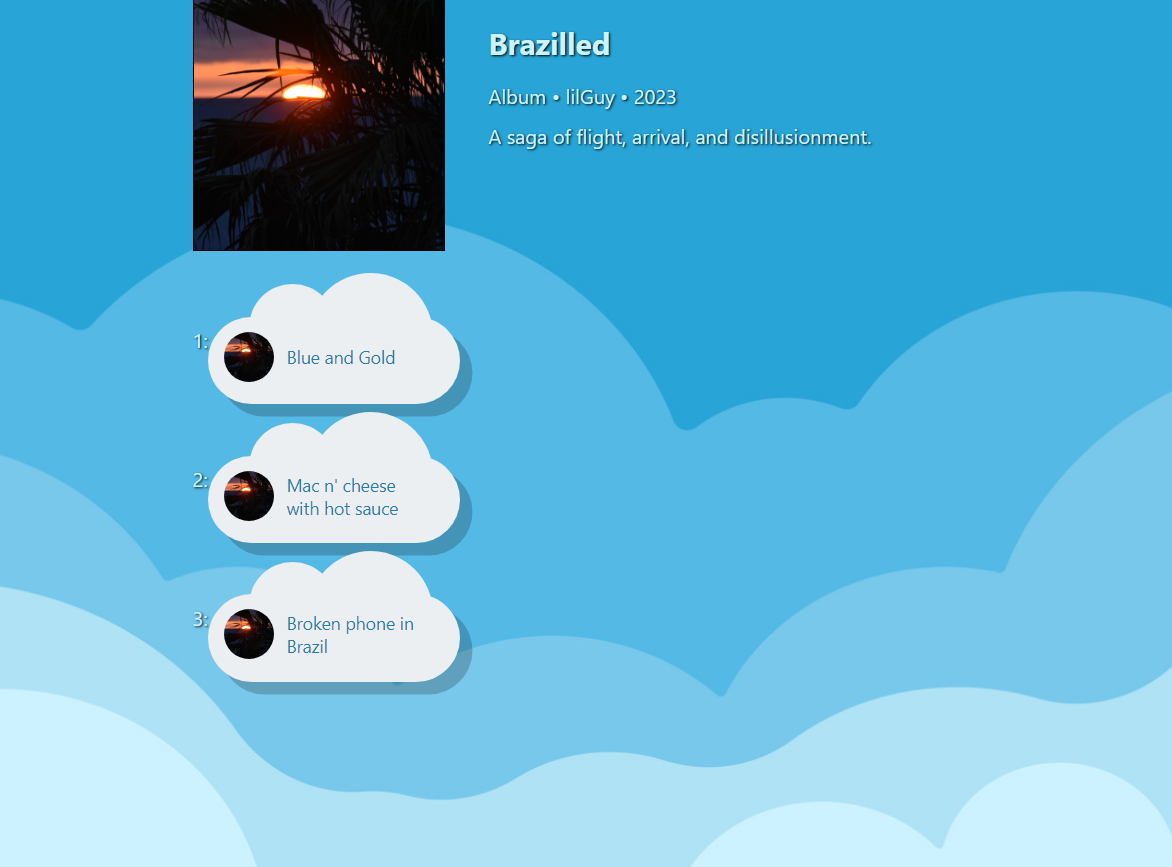 Brazilled
Album • lilGuy • 2023
A saga of flight, arrival, and disillusionment.
1:
Blue and Gold
2:
Mac n' cheese
with hot sauce
3:
Broken phone in
Brazil